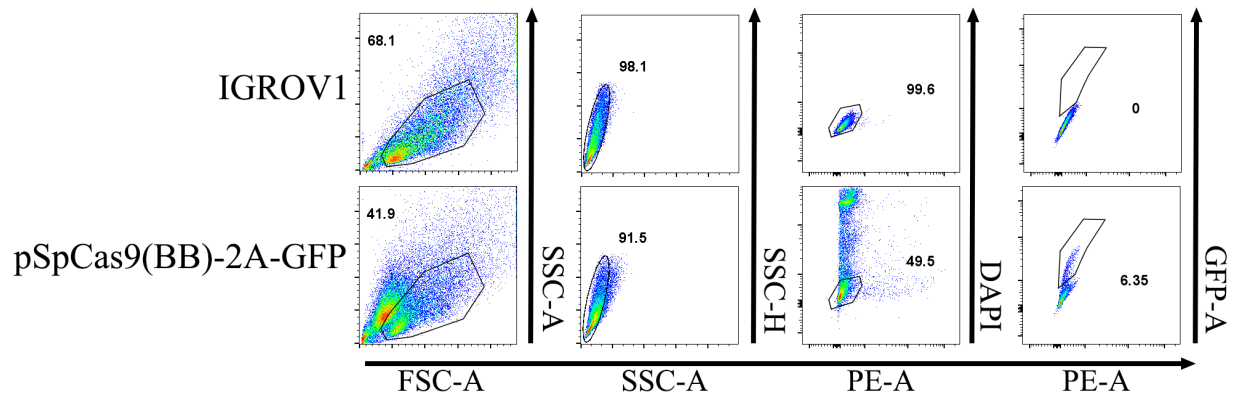 IGROV1
68.1
98.1
99.6
0
pSpCas9(BB)-2A-GFP
41.9
91.5
49.5
6.35
SSC-A
SSC-H
DAPI
GFP-A
FSC-A
SSC-A
PE-A
PE-A